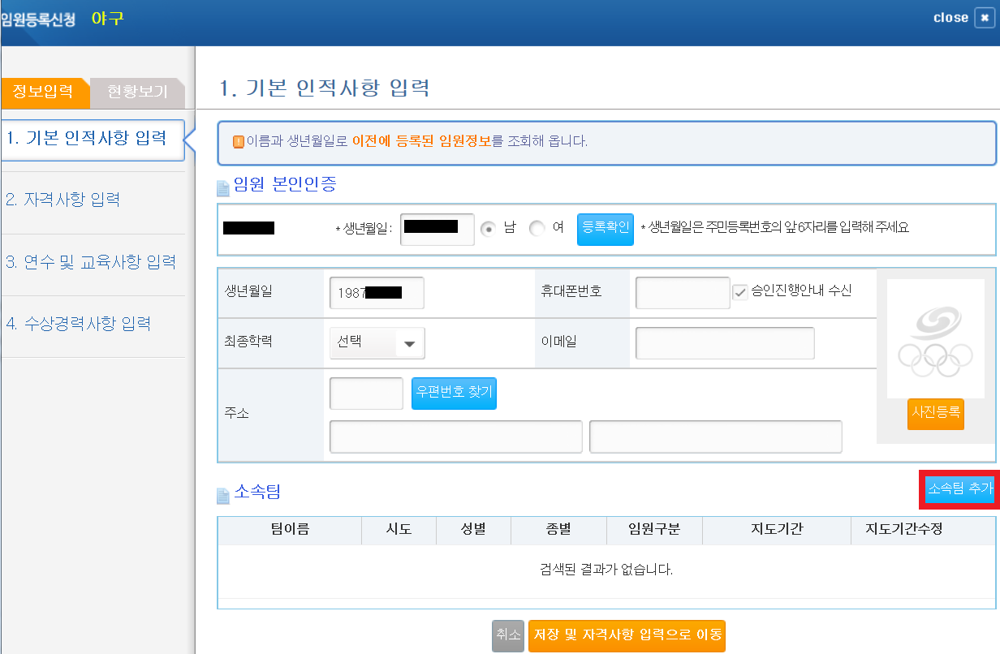 임원등록신청 야구
close
정보입력 현황보기
1. 기본 인적사항 입력
2. 자격사항 입력
3. 연수 및 교육사항 입력
4. 수상경력사항 입력
1. 기본 인적사항 입력
이름과 생년월일로 이전에 등록된 임원정보를 조회해 옵니다.
임원 본인인증
* 생년월일: 남 여 등록확인 * 생년월일은 주민등록번호의 앞 6자리를 입력해 주세요
생년월일 1987 휴대폰번호 승인진행안내 수신
최종학력 선택 이메일
주소 우편번호 찾기
사진등록
소속팀
소속팀 추가
팀이름 시도 성별 종별 임원구분 지도기간 지도기간수정
검색된 결과가 없습니다.
취소 저장 및 자격사항 입력으로 이동